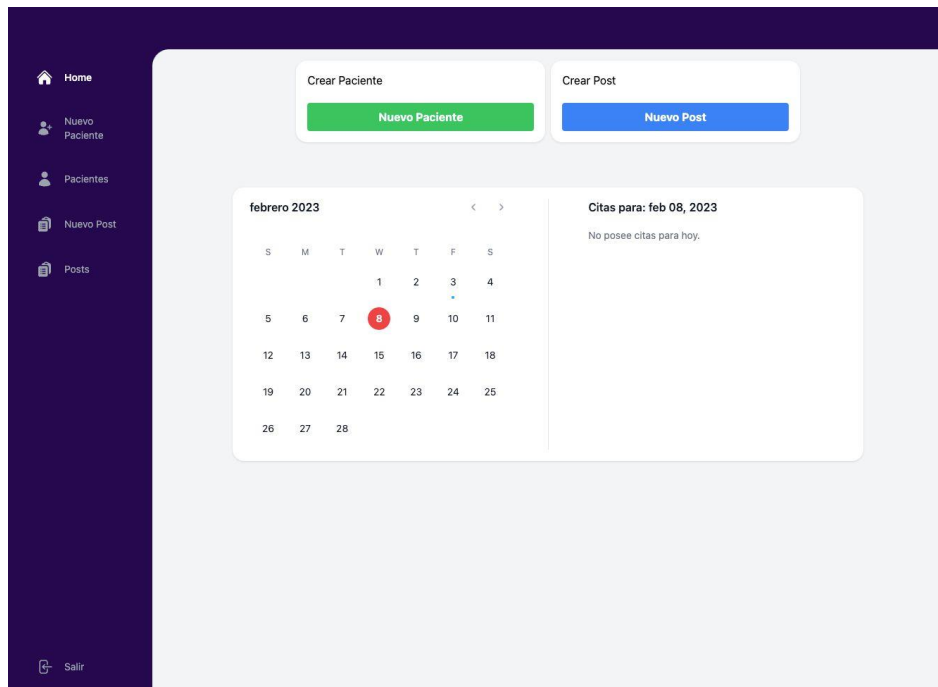 Home
Nuevo
Paciente
Pacientes
Nuevo Post
Posts
Salir
Crear Paciente
Nuevo Paciente
Crear Post
Nuevo Post
febrero 2023
S M T W T F S
1 2 3 4
5 6 7 8 9 10 11
12 13 14 15 16 17 18
19 20 21 22 23 24 25
26 27 28
Citas para: feb 08, 2023
No posee citas para hoy.